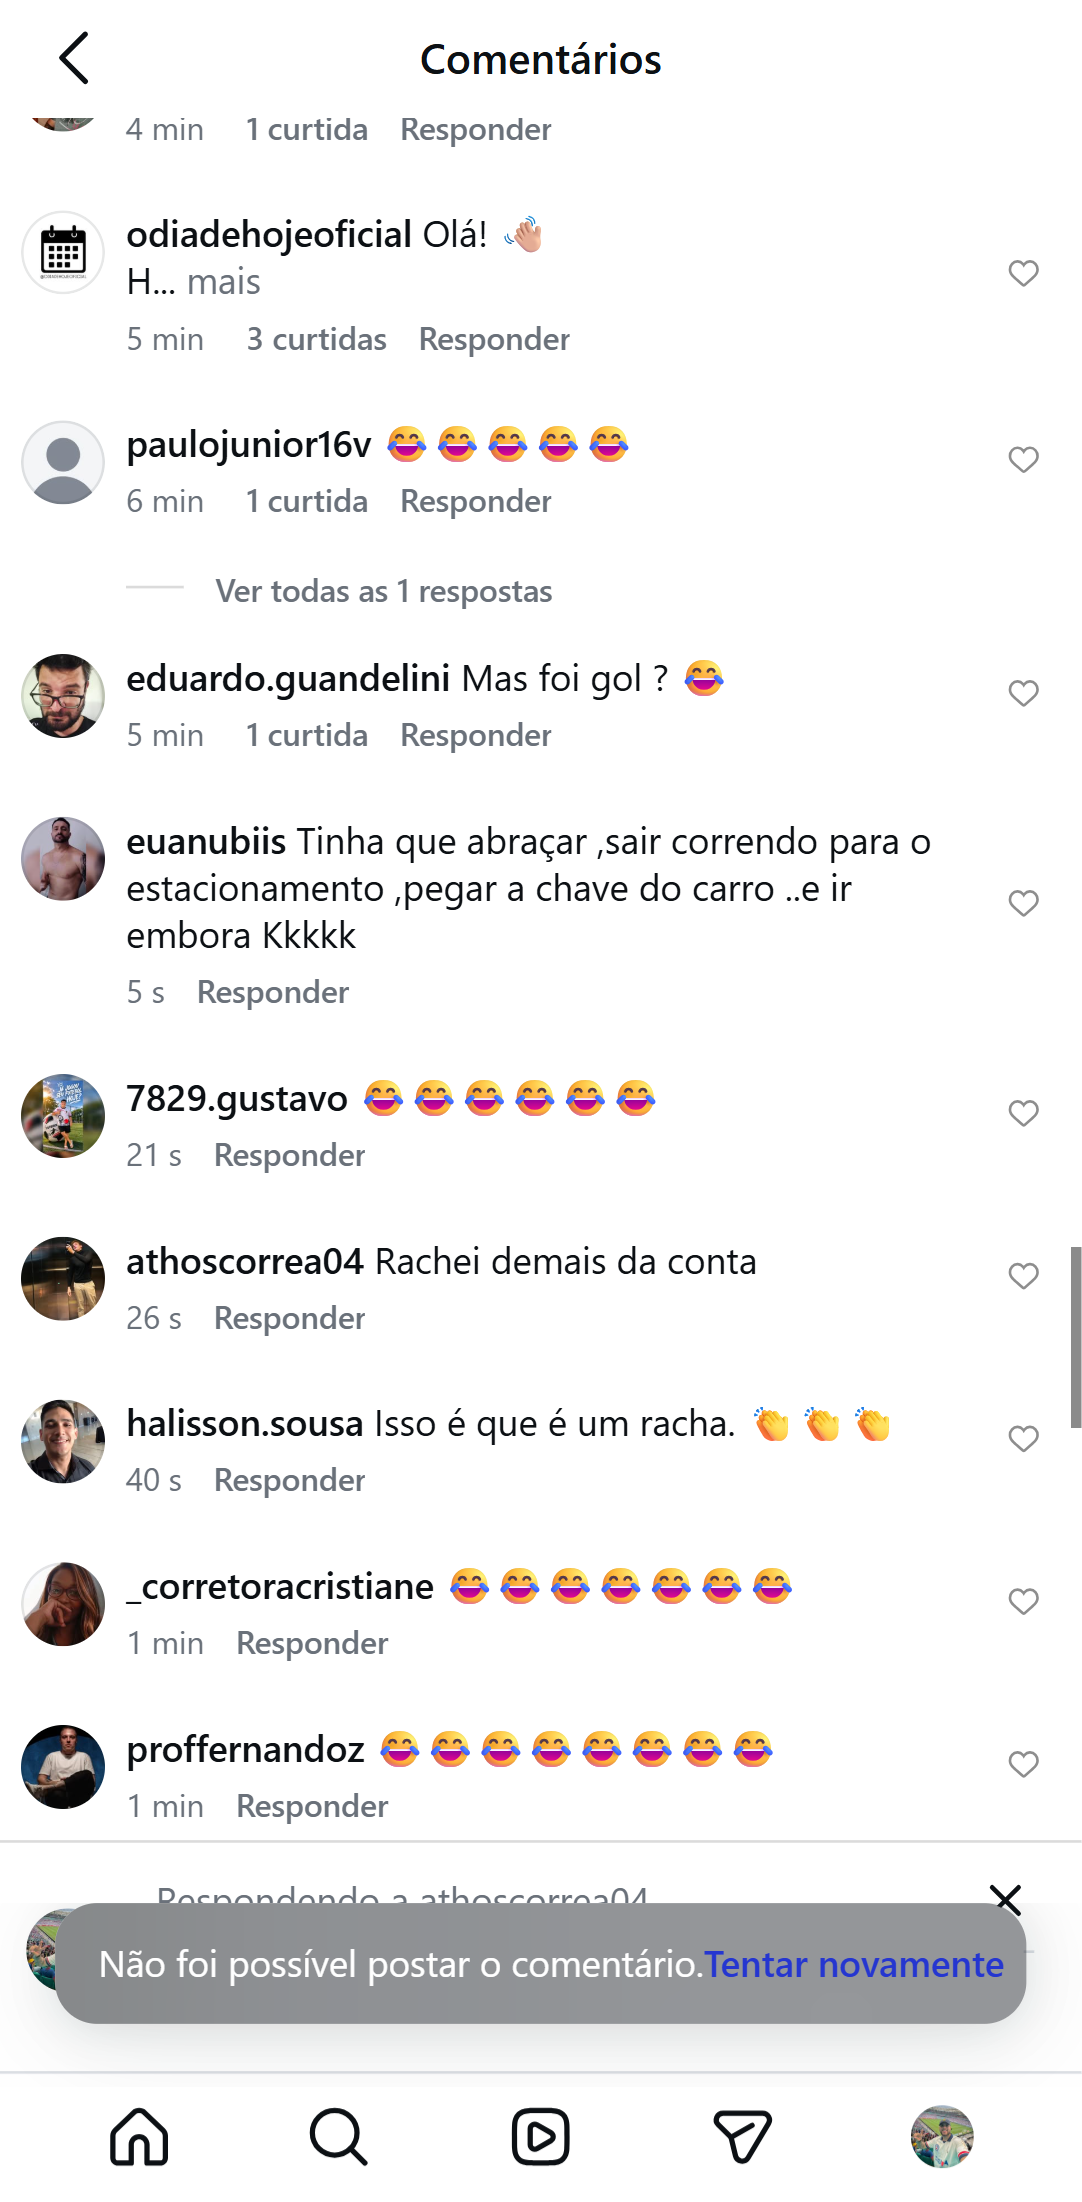 Comentários
4 min 1 curtida Responder
odiadehojeoficial Olá! 👋🏼
H... mais
5 min 3 curtidas Responder
paulojunior16v 😂😂😂😂😂
6 min 1 curtida Responder
Ver todas as 1 respostas
eduardo.guandelini Mas foi gol ? 😂
5 min 1 curtida Responder
euanubiis Tinha que abraçar ,sair correndo para o
estacionamento ,pegar a chave do carro ..e ir
embora Kkkkk
5 s Responder
7829.gustavo 😂😂😂😂😂😂
21 s Responder
athoscorrea04 Rachei demais da conta
26 s Responder
halisson.sousa Isso é que é um racha. 👏👏👏
40 s Responder
_corretoracristiane 😂😂😂😂😂😂😂
1 min Responder
proffernandoz 😂😂😂😂😂😂😂😂
1 min Responder
Respondendo a athoscorrea04
Não foi possível postar o comentário.Tentar novamente